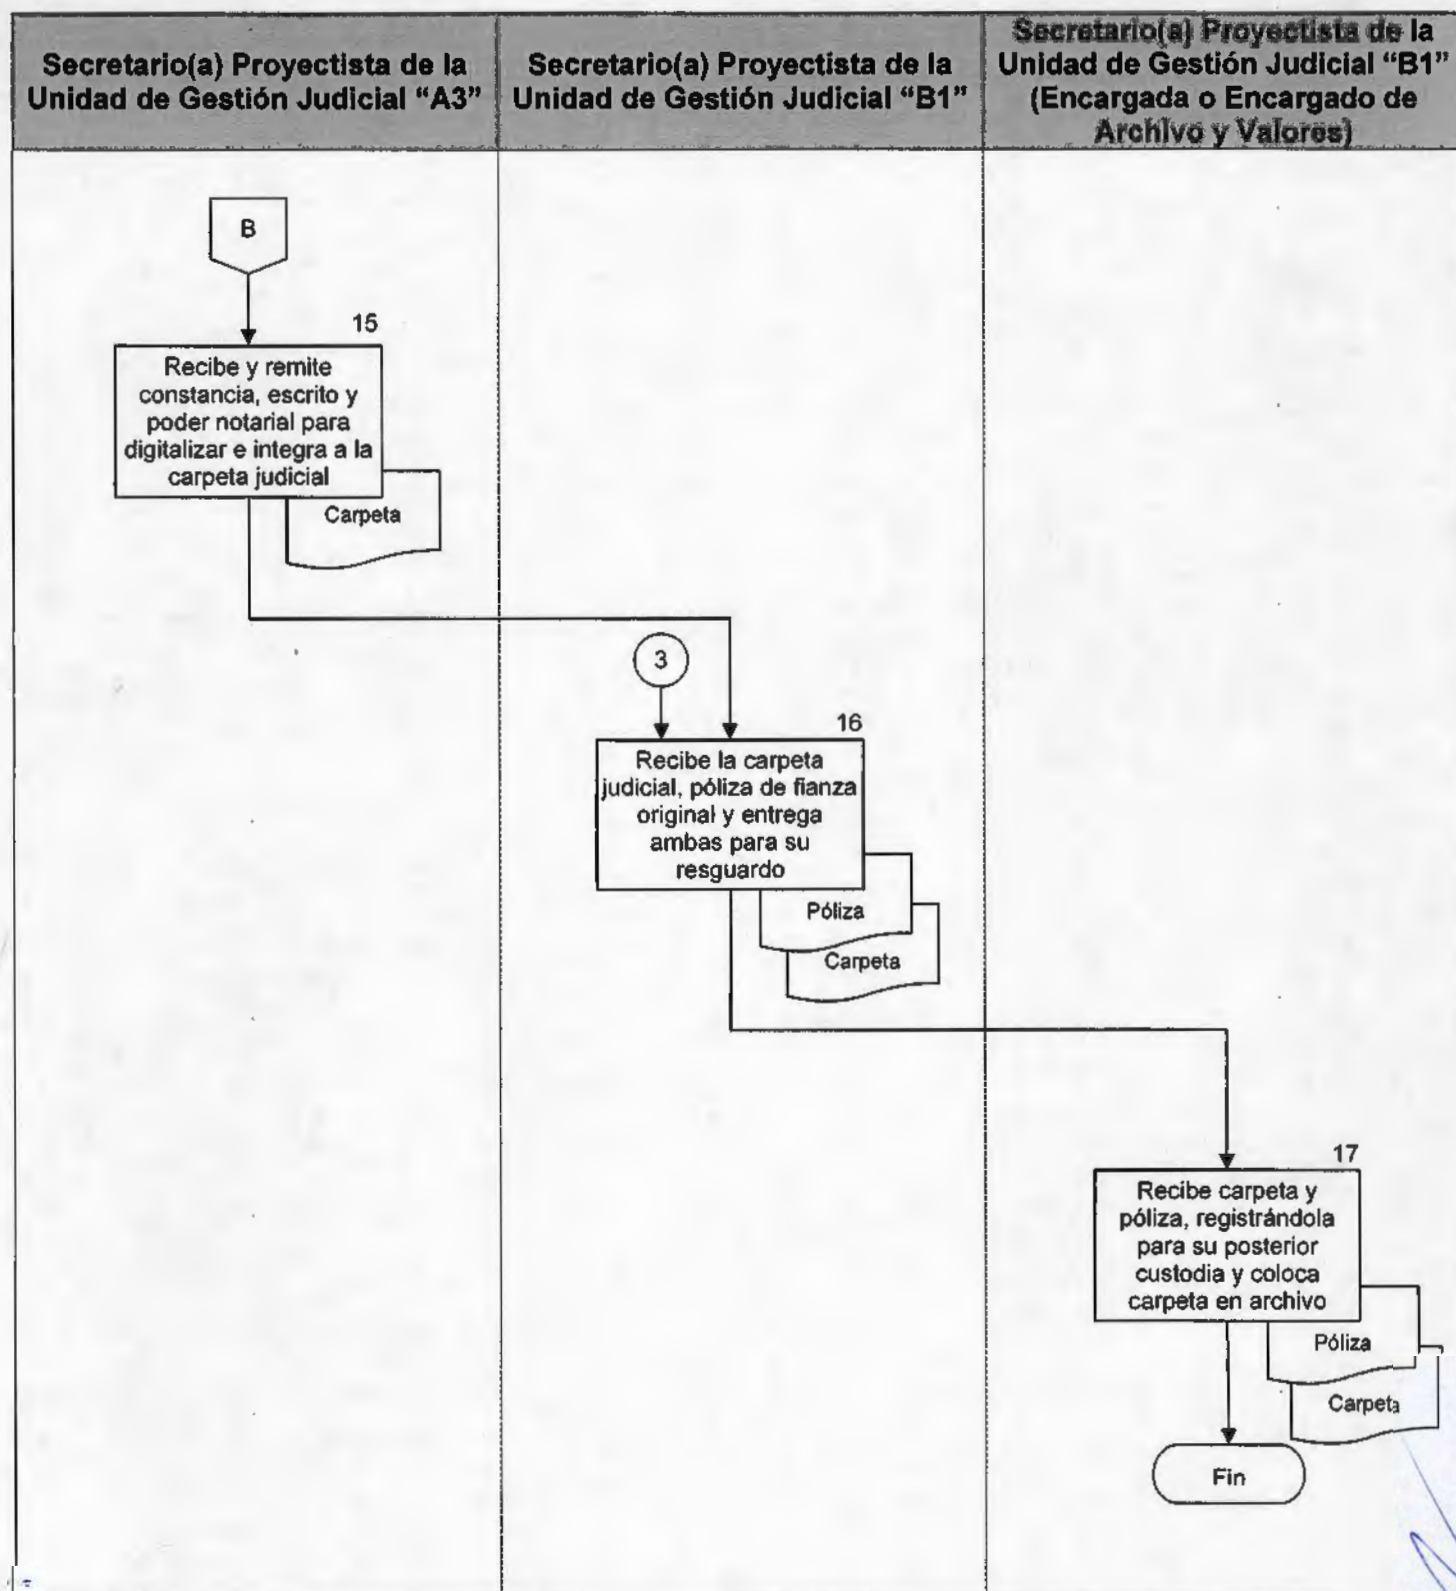 Secretario(a) Proyectista de la
Unidad de Gestión Judicial “A3”
Secretario(a) Proyectista de la
Unidad de Gestión Judicial “B1”
Secretario(a) Proyectista de la
Unidad de Gestión Judicial “B1”
(Encargada o Encargado de
Archivo y Valores)
B
15
Recibe y remite
constancia, escrito y
poder notarial para
digitalizar e integra a la
carpeta judicial
Carpeta
3
16
Recibe la carpeta
judicial, póliza de fianza
original y entrega
ambas para su
resguardo
Póliza
Carpeta
17
Recibe carpeta y
póliza, registrándola
para su posterior
custodia y coloca
carpeta en archivo
Póliza
Carpeta
Fin